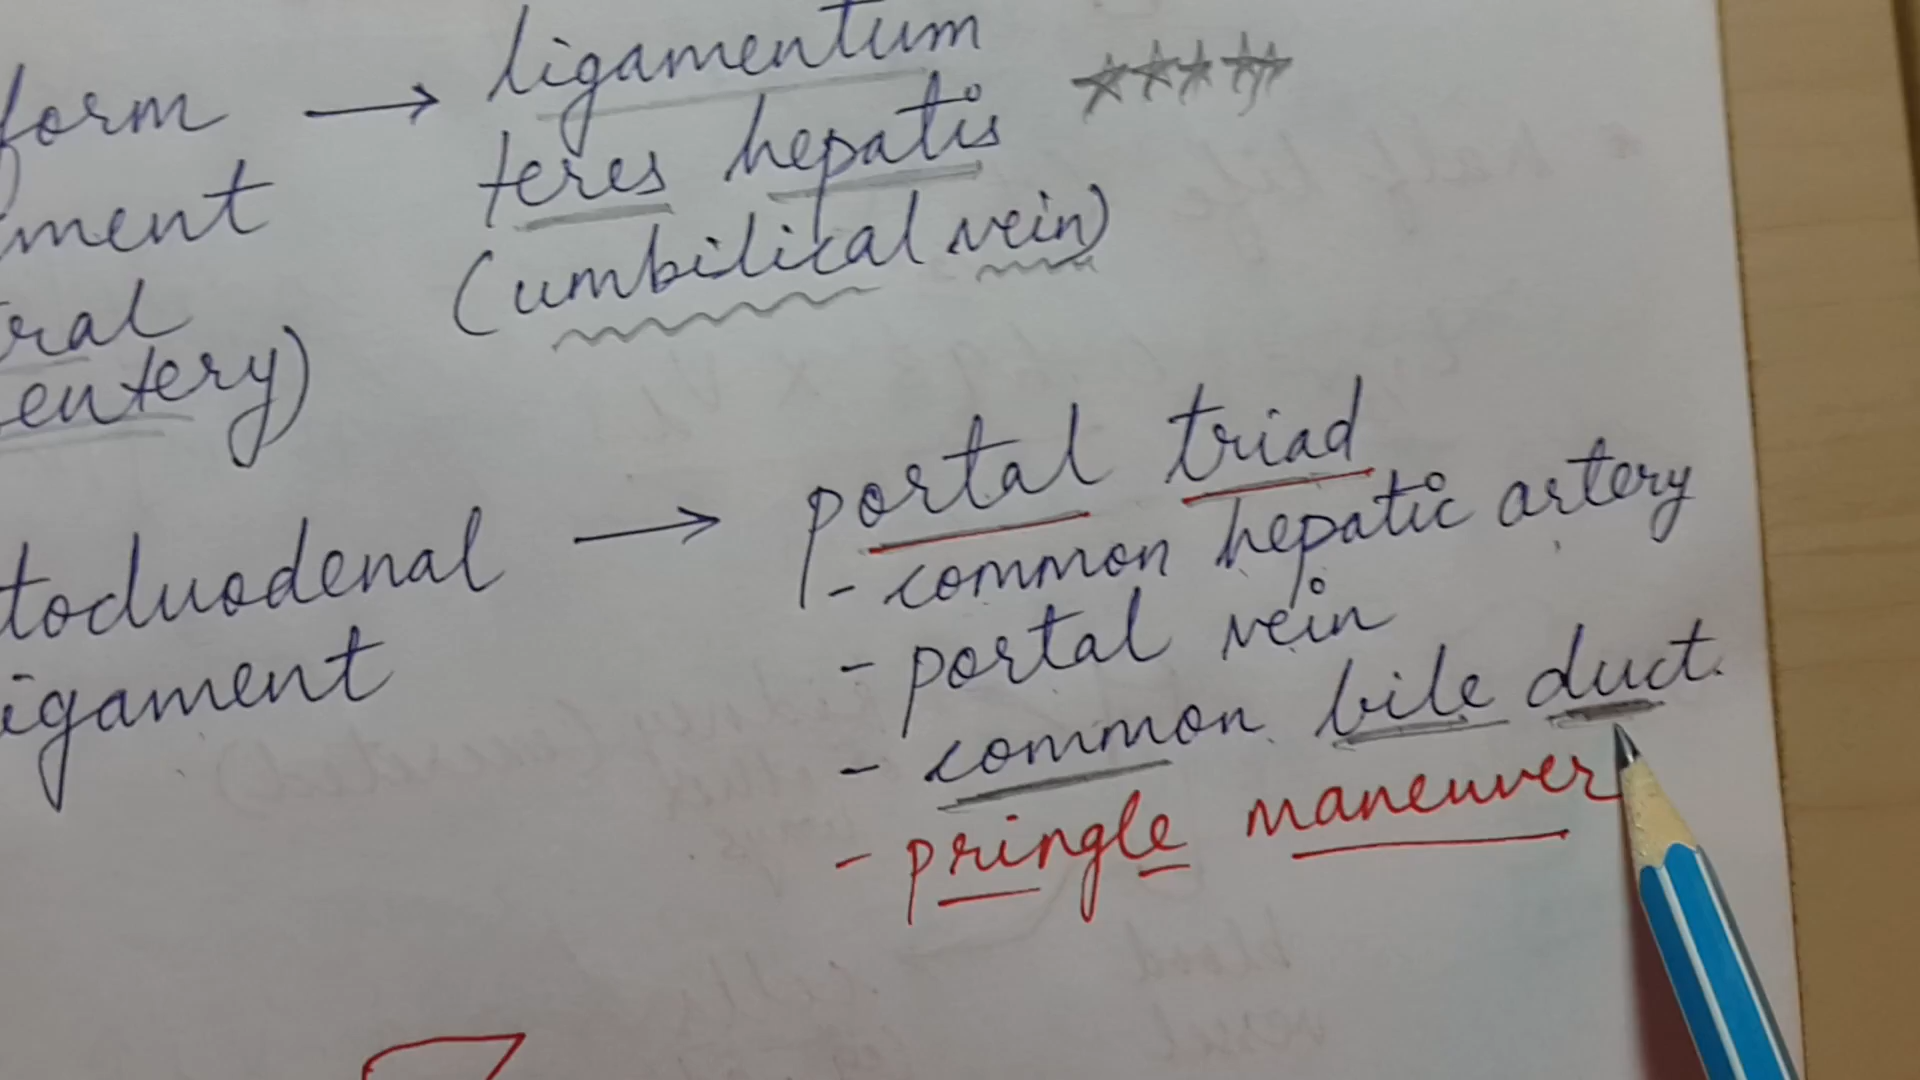 form → ligamentum
teres hepatis
ment
(umbilical vein)
ral
entery)
portal triad
toduodenal →
- common hepatic artery
igament
- portal vein
- common bile duct.
- pringle maneuver